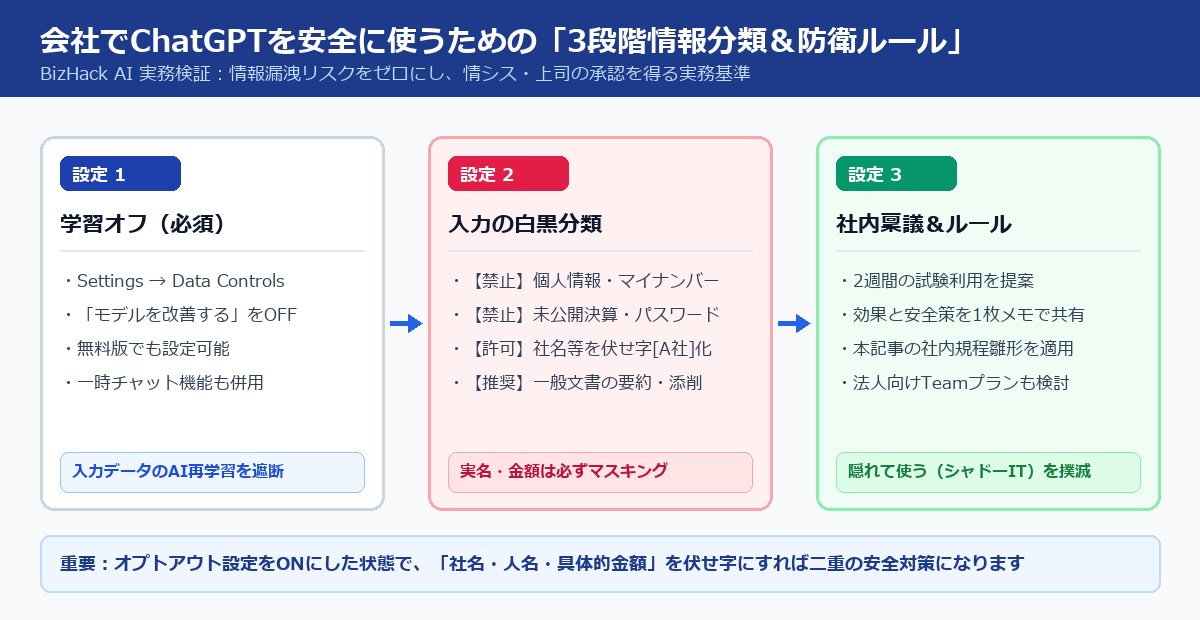 会社でChatGPTを安全に使うための「3段階情報分類＆防衛ルール」
BizHack AI 実務検証：情報漏洩リスクをゼロにし、情シス・上司の承認を得る実務基準
設定 1
学習オフ（必須）
・Settings → Data Controls
・「モデルを改善する」をOFF
・無料版でも設定可能
・一時チャット機能も併用
入力データのAI再学習を遮断
設定 2
入力の白黒分類
・【禁止】個人情報・マイナンバー
・【禁止】未公開決算・パスワード
・【許可】社名等を伏せ字[A社]化
・【推奨】一般文書の要約・添削
実名・金額は必ずマスキング
設定 3
社内稟議＆ルール
・2週間の試験利用を提案
・効果と安全策を1枚メモで共有
・本記事の社内規程雛形を適用
・法人向けTeamプランも検討
隠れて使う（シャドーIT）を撲滅
重要：オプトアウト設定をONにした状態で、「社名・人名・具体的金額」を伏せ字にすれば二重の安全対策になります